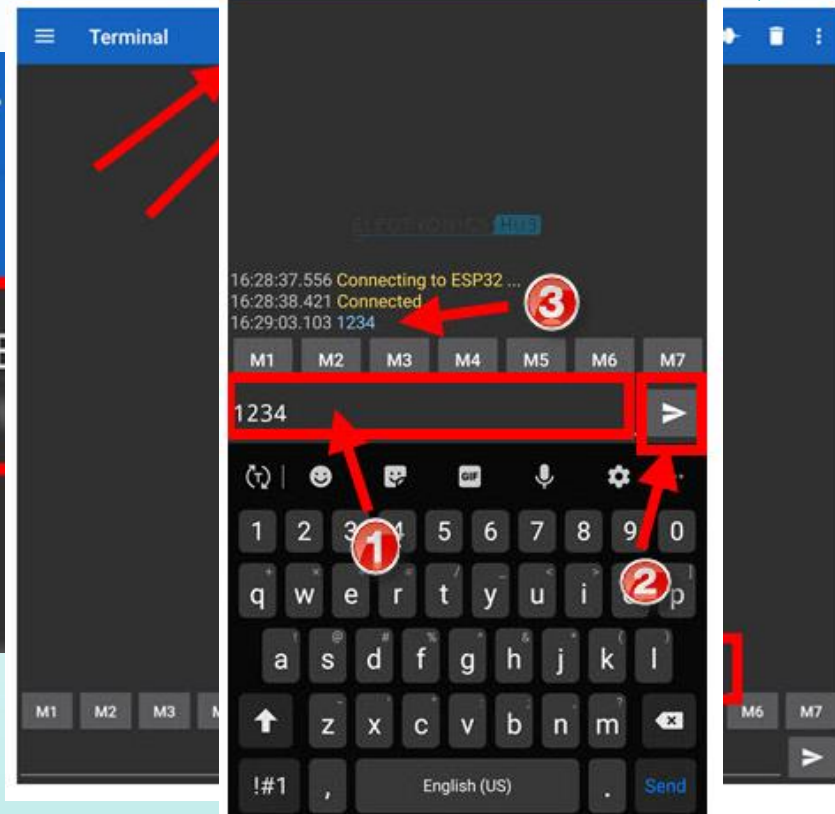 Terminal
ELECTRONICS HUB
16:28:37.556 Connecting to ESP32 ...
16:28:38.421 Connected
16:29:03.103 1234
3
M1 M2 M3 M4 M5 M6 M7
1234
GIF
1 2 3 4 5 6 7 8 9 0
1
2
q w e r t y u i p
a s d f g h j k l
z x c v b n m
!#1 , English (US) . Send
M1 M2 M3
M6 M7